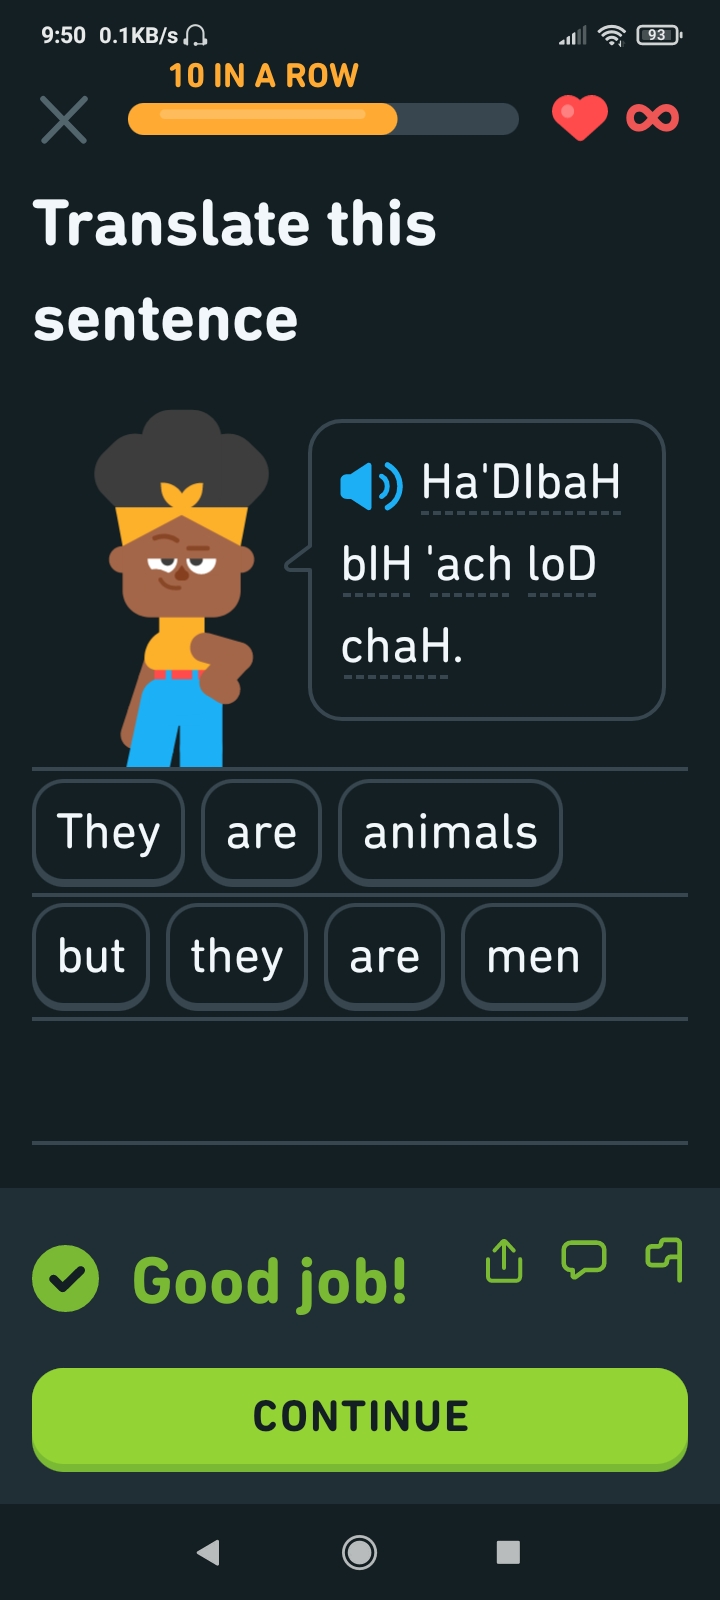 9:50 0.1KB/s 93
10 IN A ROW
Translate this
sentence
Ha'DIbaH
bIH 'ach loD
chaH.
They are animals
but they are men
Good job!
CONTINUE